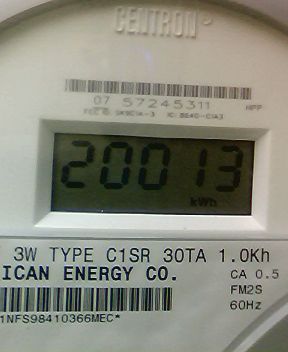 CENTRON
07 57245311
20013
kWh
3W TYPE C1SR 30TA 1.0Kh
ICAN ENERGY CO.
CA 0.5
FM2S
60Hz
1NFS98410366MEC*